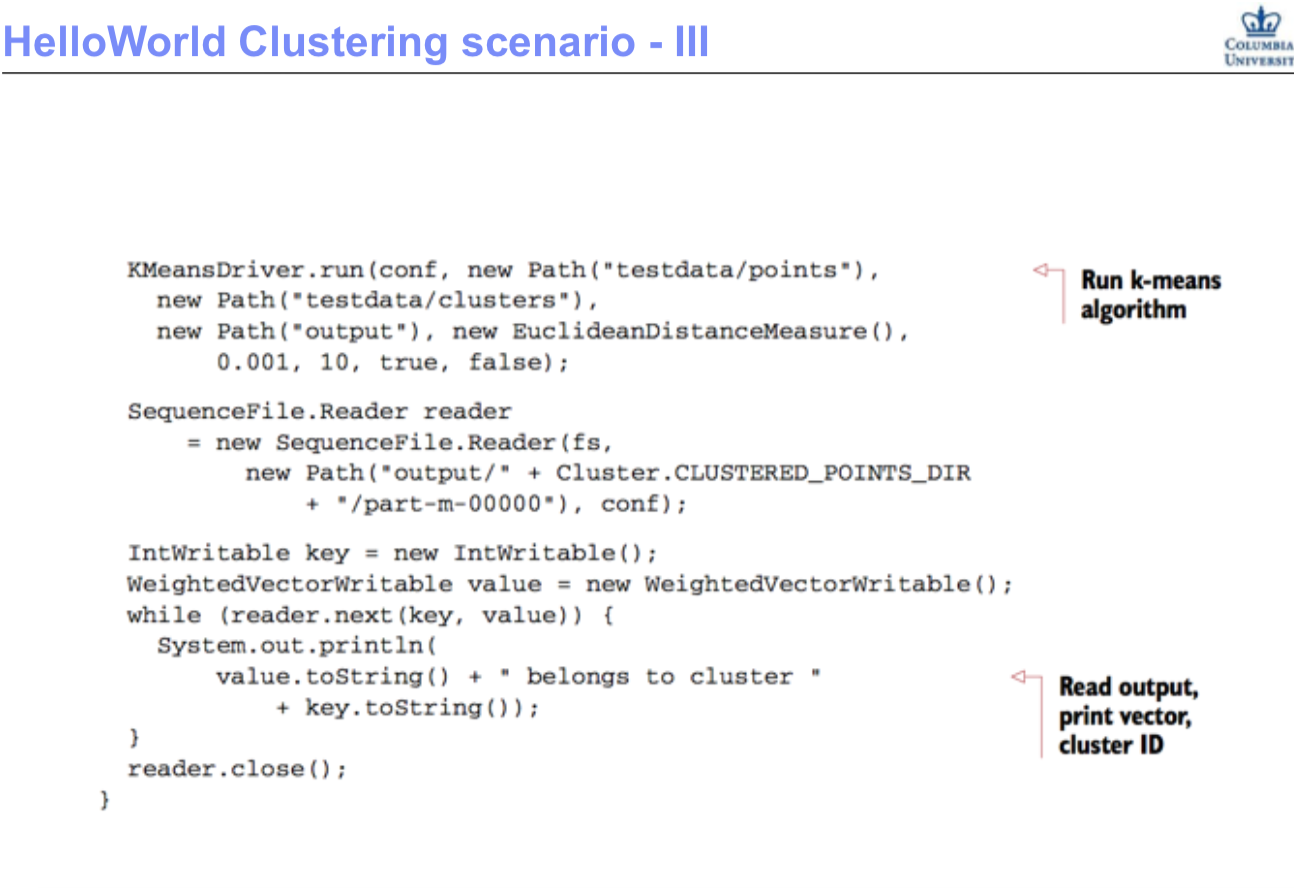 HelloWorld Clustering scenario - III
COLUMBIA
UNIVERSIT
KMeansDriver.run(conf, new Path("testdata/points"),
new Path("testdata/clusters"),
new Path("output"), new EuclideanDistanceMeasure(),
0.001, 10, true, false);
Run k-means
algorithm
SequenceFile.Reader reader
= new SequenceFile.Reader(fs,
new Path("output/" + Cluster.CLUSTERED_POINTS_DIR
+ "/part-m-00000"), conf);
IntWritable key = new IntWritable();
WeightedVectorWritable value = new WeightedVectorWritable();
while (reader.next(key, value)) {
System.out.println(
value.toString() + " belongs to cluster "
+ key.toString());
}
reader.close();
}
Read output,
print vector,
cluster ID